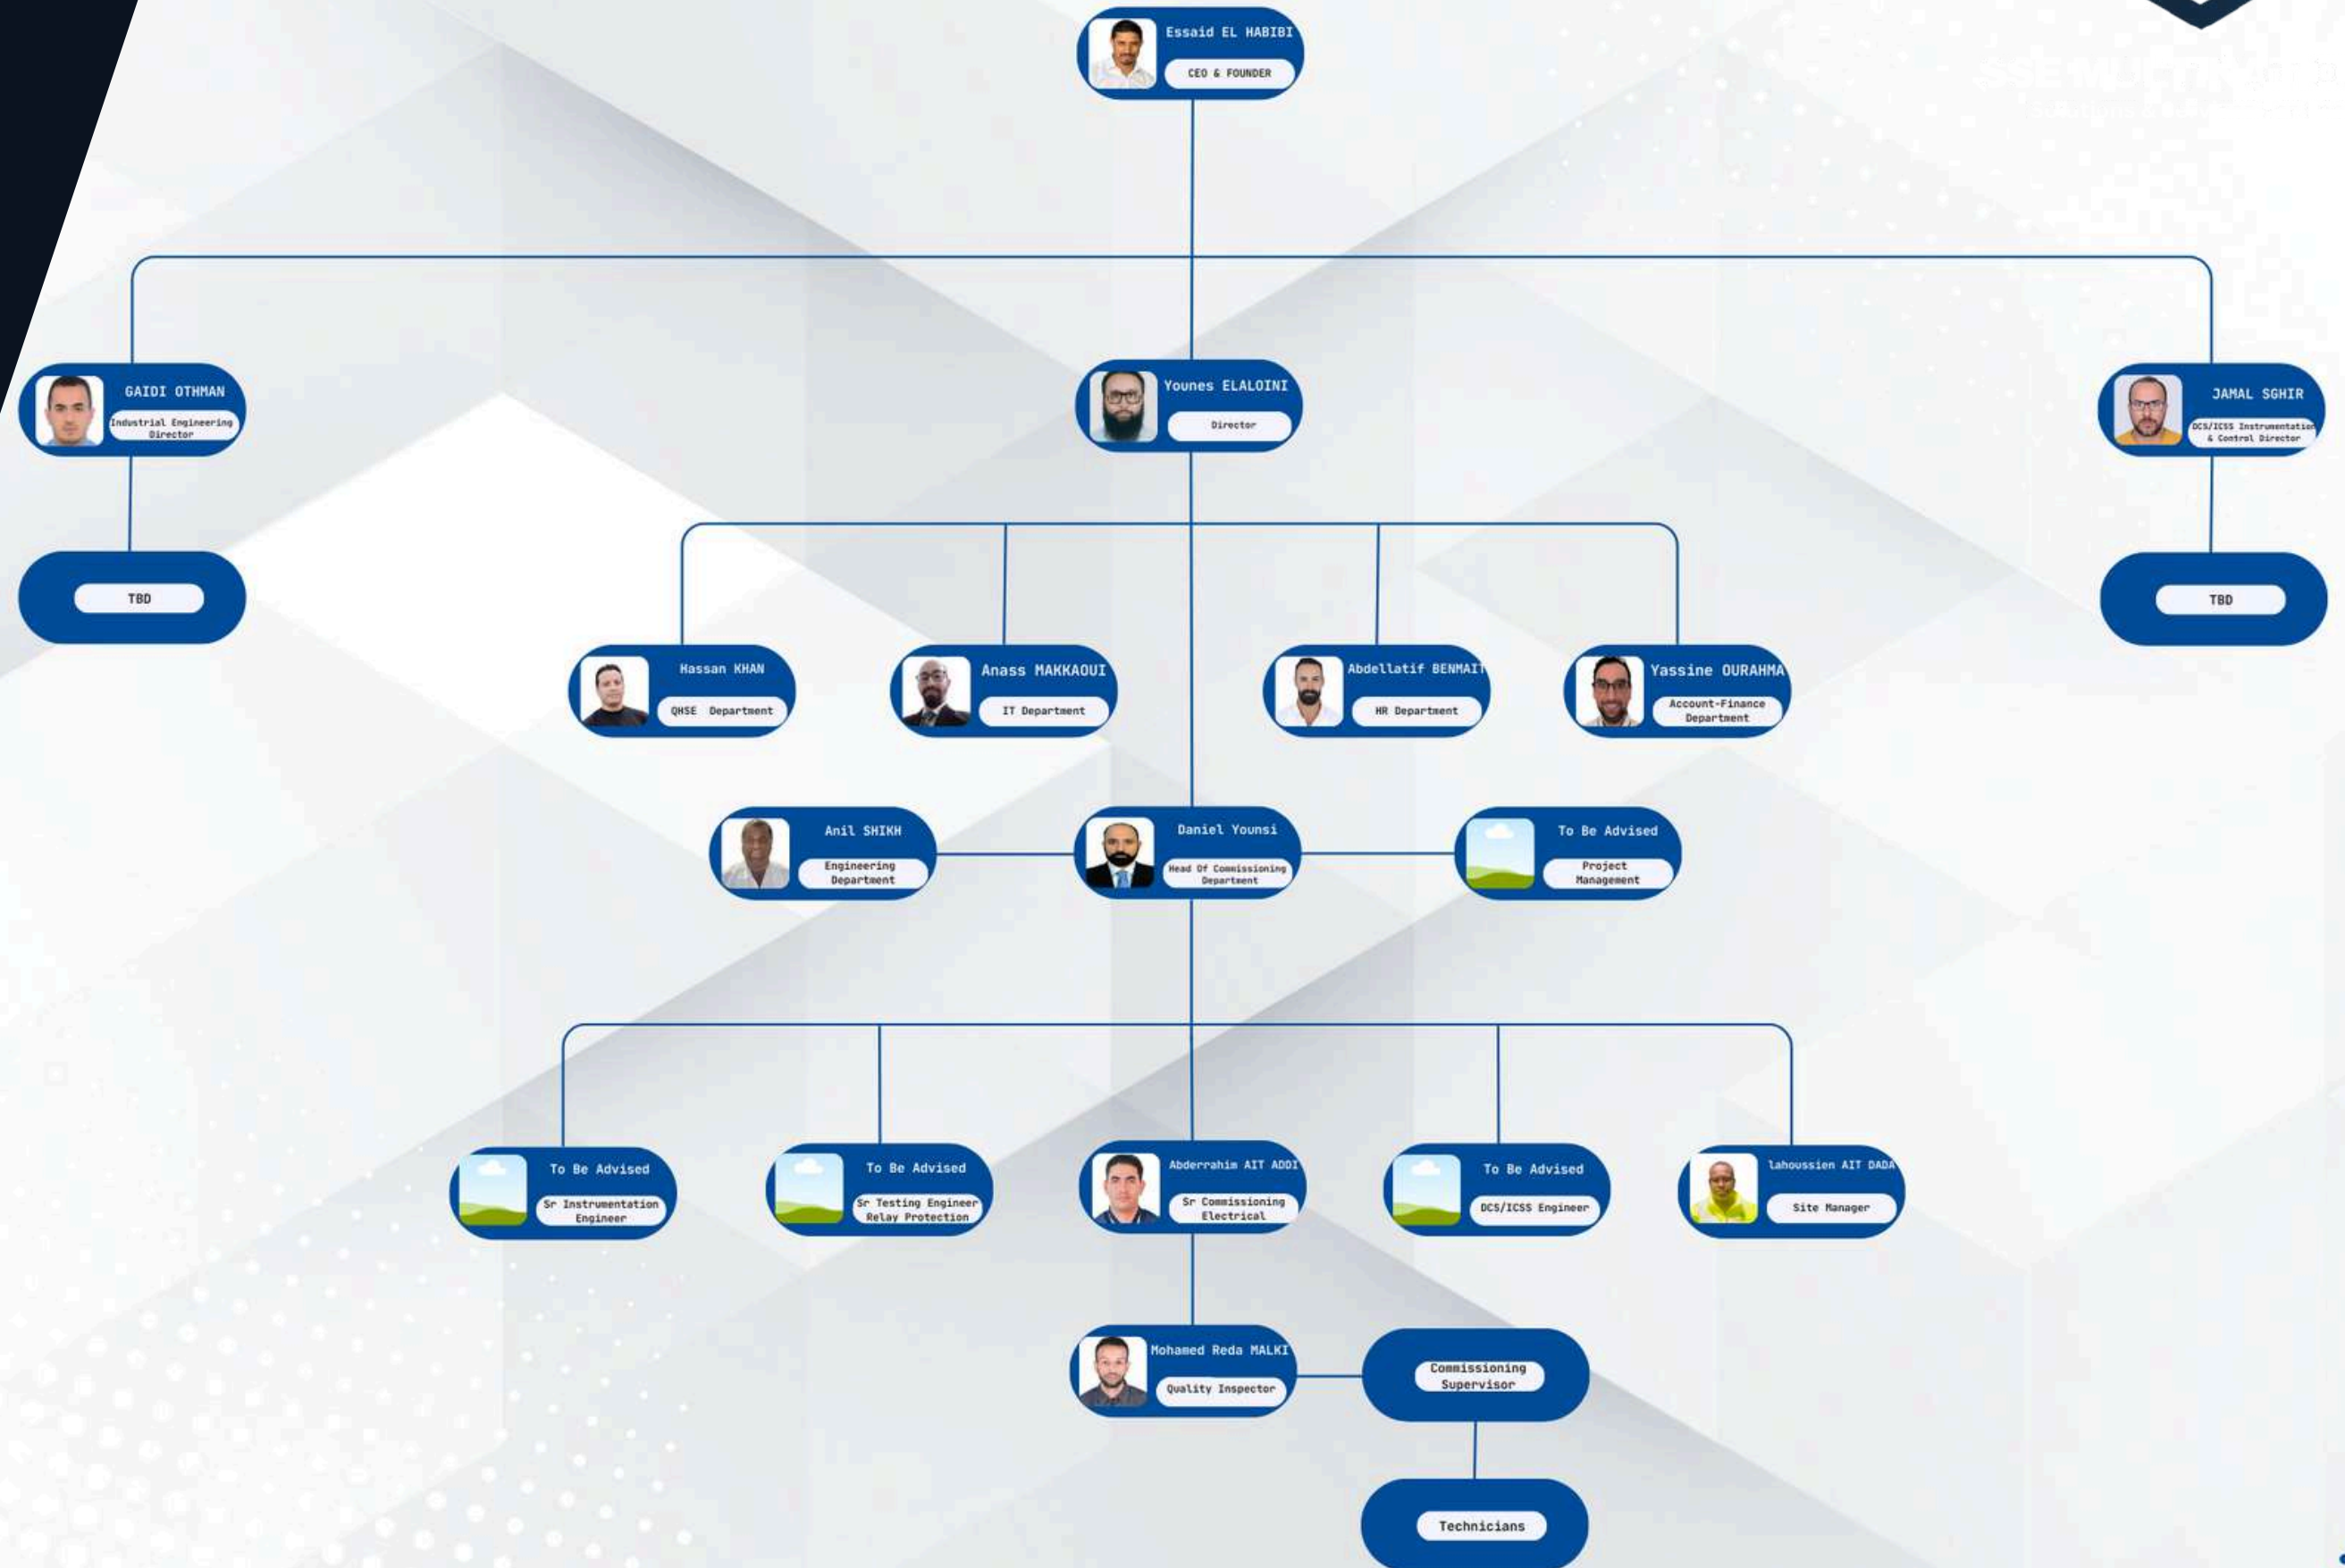 Essaid EL HABIBI
CEO & FOUNDER
GAIDI OTHMAN
Industrial Engineering
Director
Younes ELALOINI
Director
JAMAL SGHIR
DCS/ICSS Instrumentation
& Control Director
TBD
TBD
Hassan KHAN
QHSE Department
Anass MAKKAOUI
IT Department
Abdellatif BENMAIT
HR Department
Yassine OURAHMA
Account-Finance
Department
Anil SHIKH
Engineering
Department
Daniel Younsi
Head Of Commissioning
Department
To Be Advised
Project
Management
To Be Advised
Sr Instrumentation
Engineer
To Be Advised
Sr Testing Engineer
Relay Protection
Abderrahim AIT ADDI
Sr Commissioning
Electrical
To Be Advised
DCS/ICSS Engineer
lahoussien AIT DADA
Site Manager
Mohamed Reda MALKI
Quality Inspector
Commissioning
Supervisor
Technicians